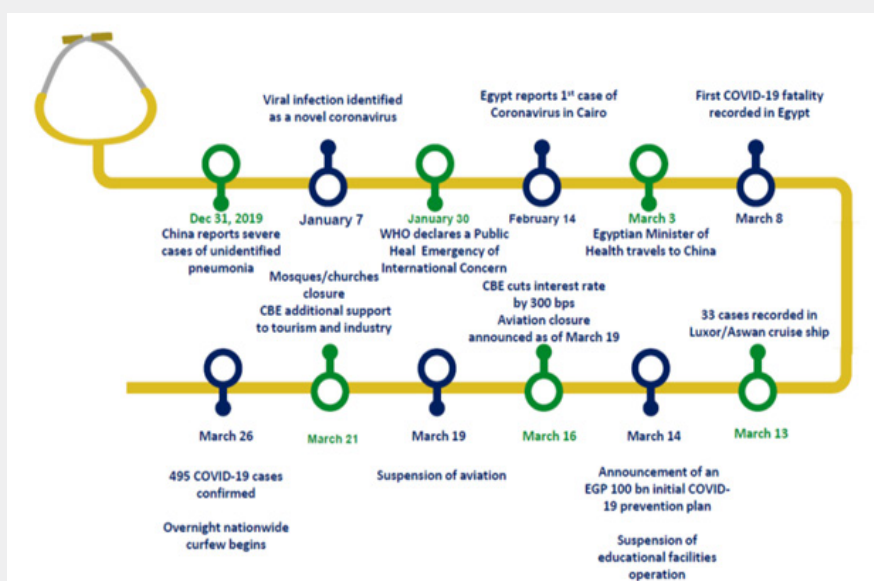 Viral infection identified
as a novel coronavirus
Egypt reports 1st case of
Coronavirus in Cairo
First COVID-19 fatality
recorded in Egypt
Dec 31, 2019
China reports severe
cases of unidentified
pneumonia
January 7
January 30
WHO declares a Public
Heal Emergency of
International Concern
February 14
March 3
Egyptian Minister of
Health travels to China
March 8
Mosques/churches
closure
CBE additional support
to tourism and industry
CBE cuts interest rate
by 300 bps
Aviation closure
announced as of March 19
33 cases recorded in
Luxor/Aswan cruise ship
March 26
495 COVID-19 cases
confirmed
Overnight nationwide
curfew begins
March 21
March 19
Suspension of aviation
March 16
March 14
Announcement of an
EGP 100 bn initial COVID-
19 prevention plan
Suspension of
educational facilities
operation
March 13